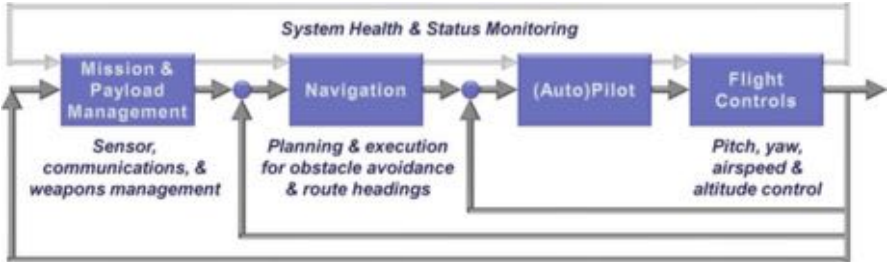 System Health & Status Monitoring
Mission &
Payload
Management
Navigation
(Auto)Pilot
Flight
Controls
Sensor,
communications, &
weapons management
Planning & execution
for obstacle avoidance
& route headings
Pitch, yaw,
airspeed &
altitude control